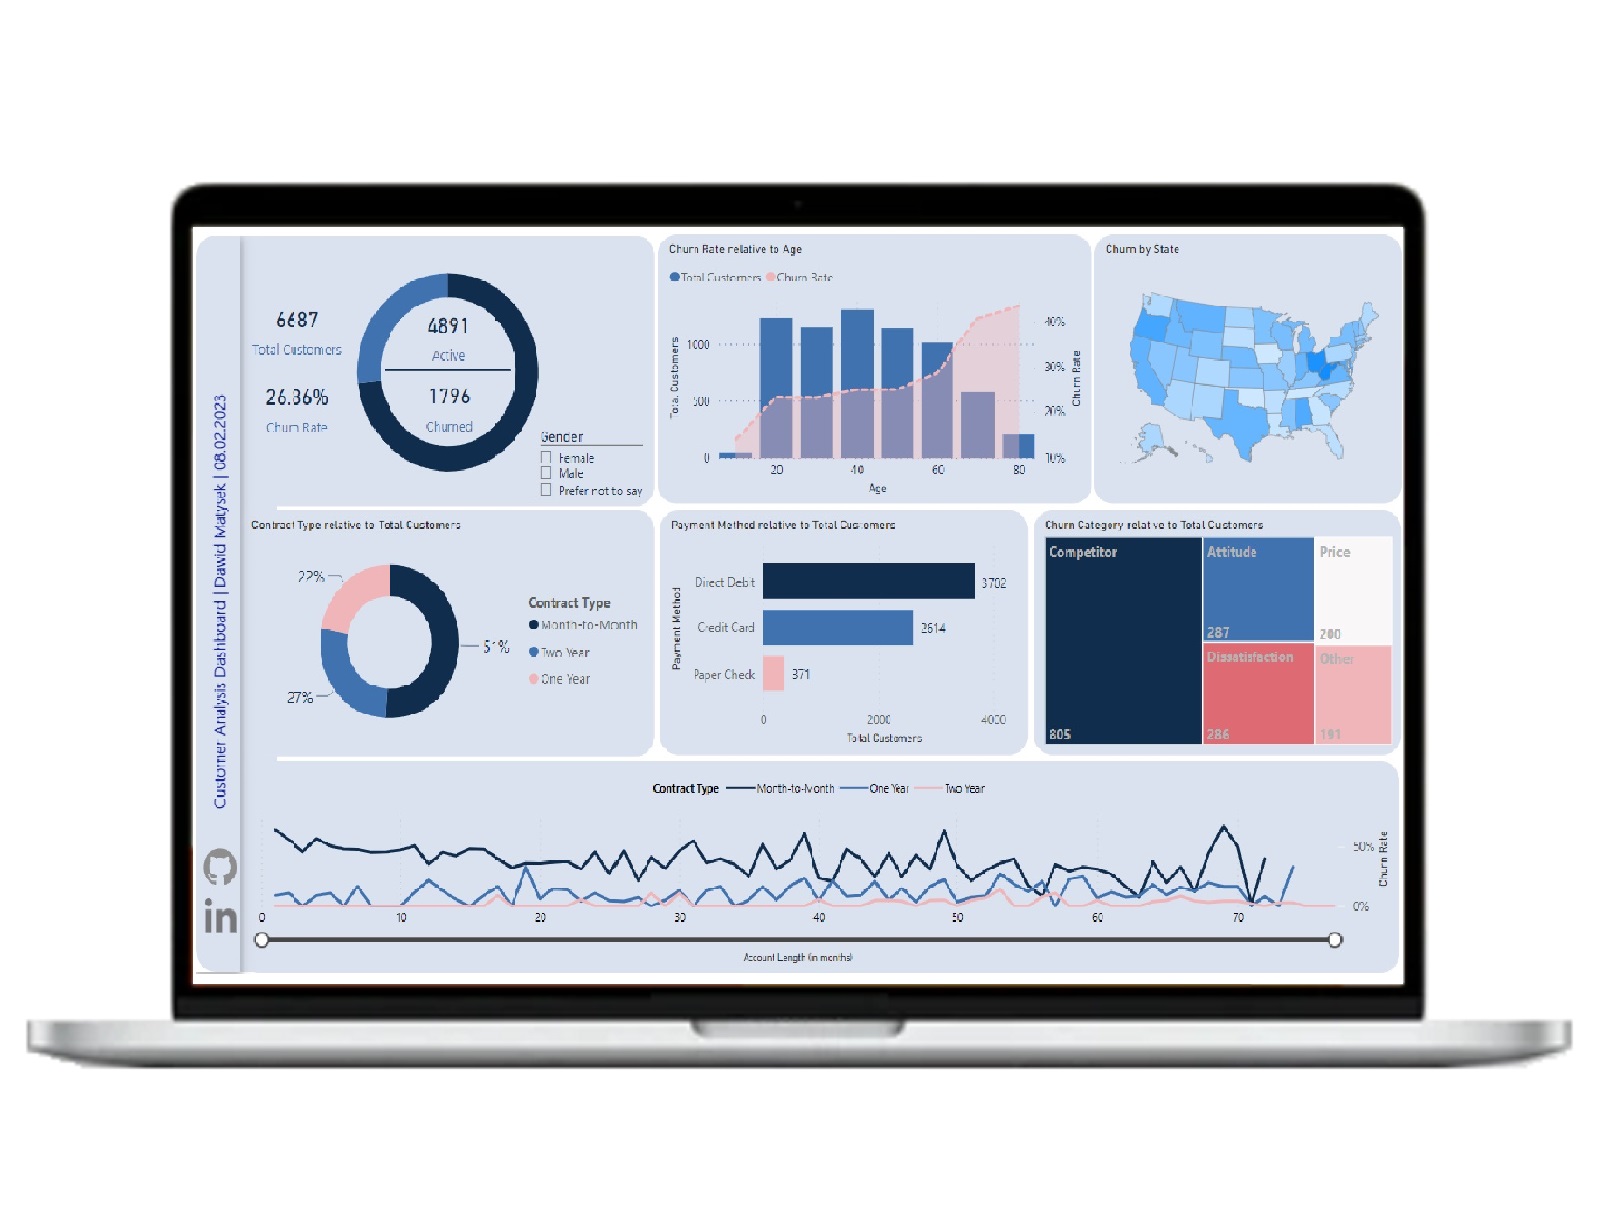 Customer Analysis Dashboard | Dawid Matysek | 08.02.2023
in
6687
Total Customers
26.86%
Churn Rate
4891
Active
1796
Churned
Gender
Female
Male
Prefer not to say
Churn Rate relative to Age
Total Customers
Churn Rate
Total Customers
1000
500
0
20
40
60
80
Age
40%
30%
20%
10%
Churn Rate
Churn by State
Contract Type relative to Total Customers
22%
51%
27%
Contract Type
Month-to-Month
Two Year
One Year
Payment Method relative to Total Customers
Payment Method
Direct Debit
3702
Credit Card
2614
Paper Check
371
0
2000
4000
Total Customers
Churn Category relative to Total Customers
Competitor
805
Attitude
287
Price
200
Dissatisfaction
286
Other
191
Contract Type
Month-to-Month
One Year
Two Year
50%
0%
Churn Rate
0
10
20
30
40
50
60
70
Account Length (in months)